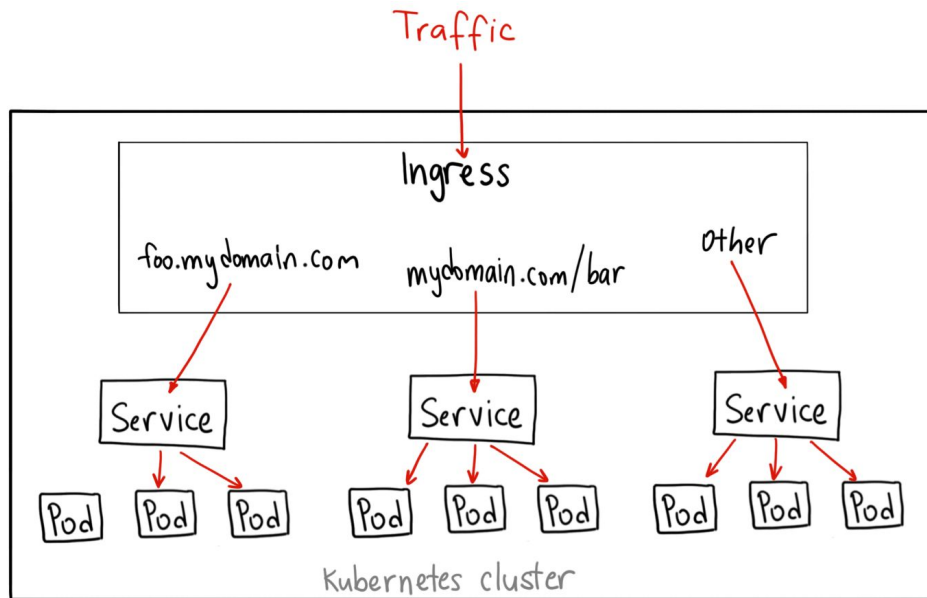 Traffic
Ingress
foo.mydomain.com
mydomain.com/bar
other
Service
Service
Service
Pod
Pod
Pod
Pod
Pod
Pod
Pod
Pod
Pod
Kubernetes cluster